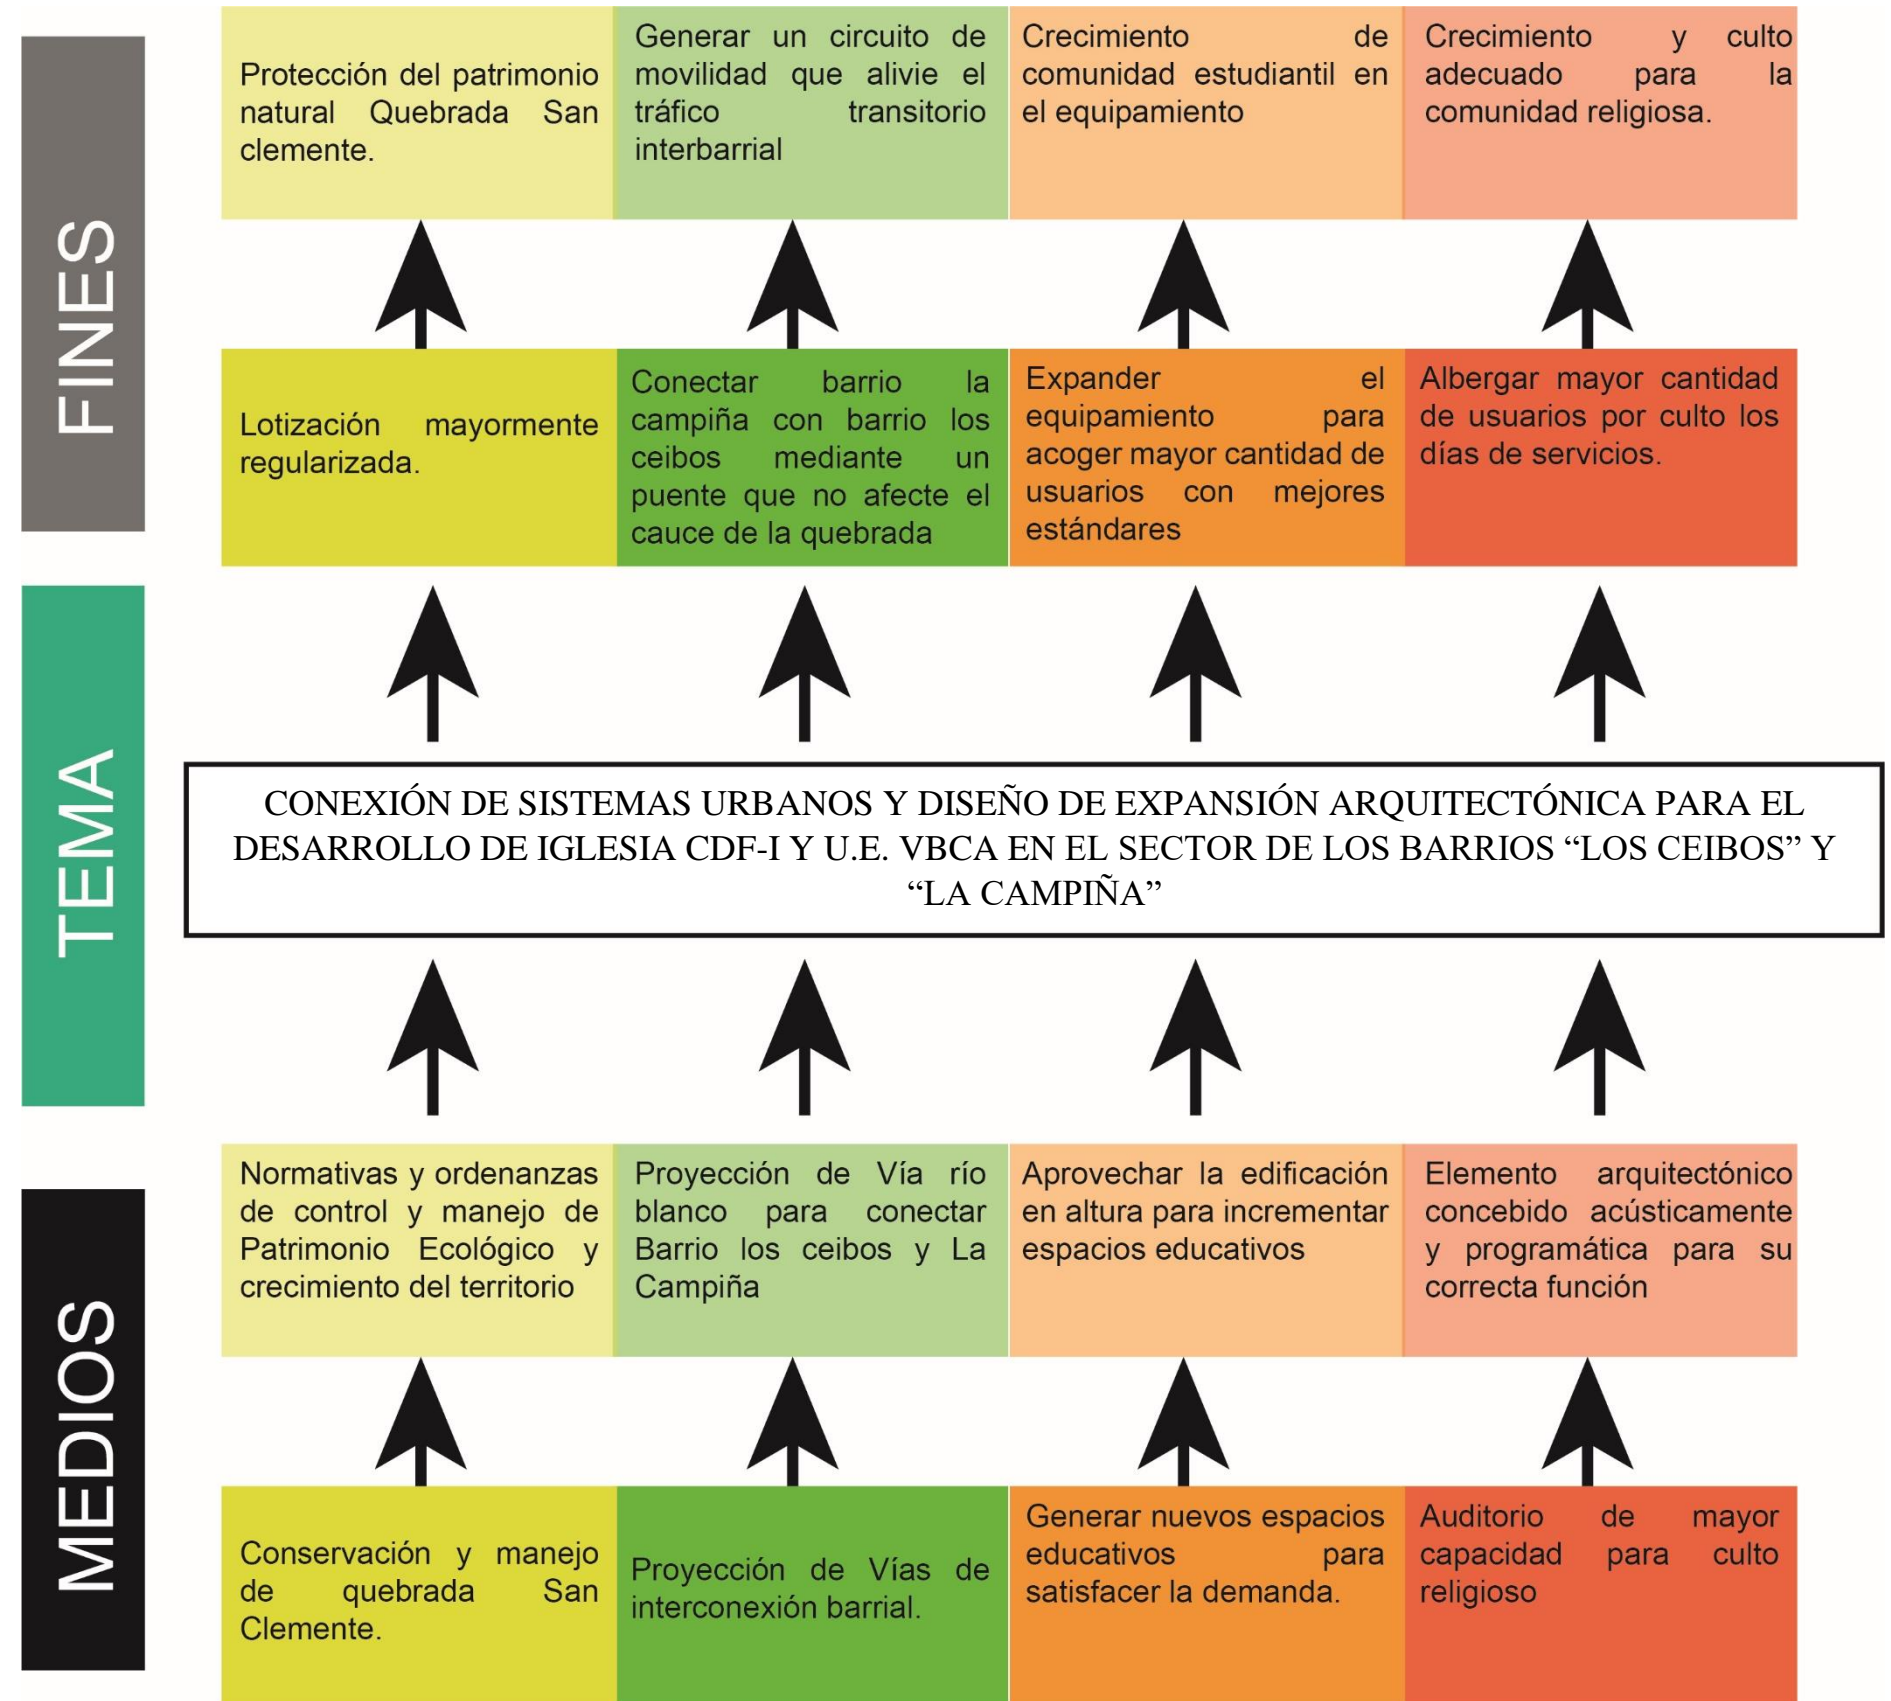 FINES
Protección del patrimonio
natural Quebrada San
clemente.
Generar un circuito de
movilidad que alivie el
tráfico transitorio
interbarrial
Crecimiento de
comunidad estudiantil en
el equipamiento
Crecimiento y culto
adecuado para la
comunidad religiosa.
Lotización mayormente
regularizada.
Conectar barrio la
campiña con barrio los
ceibos mediante un
puente que no afecte el
cauce de la quebrada
Expander el
equipamiento para
acoger mayor cantidad de
usuarios con mejores
estándares
Albergar mayor cantidad
de usuarios por culto los
días de servicios.
TEMA
CONEXIÓN DE SISTEMAS URBANOS Y DISEÑO DE EXPANSIÓN ARQUITECTÓNICA PARA EL
DESARROLLO DE IGLESIA CDF-I Y U.E. VBCA EN EL SECTOR DE LOS BARRIOS “LOS CEIBOS” Y
“LA CAMPIÑA”
MEDIOS
Normativas y ordenanzas
de control y manejo de
Patrimonio Ecológico y
crecimiento del territorio
Proyección de Vía río
blanco para conectar
Barrio los ceibos y La
Campiña
Aprovechar la edificación
en altura para incrementar
espacios educativos
Elemento arquitectónico
concebido acústicamente
y programática para su
correcta función
Conservación y manejo
de quebrada San
Clemente.
Proyección de Vías de
interconexión barrial.
Generar nuevos espacios
educativos para
satisfacer la demanda.
Auditorio de mayor
capacidad para culto
religioso